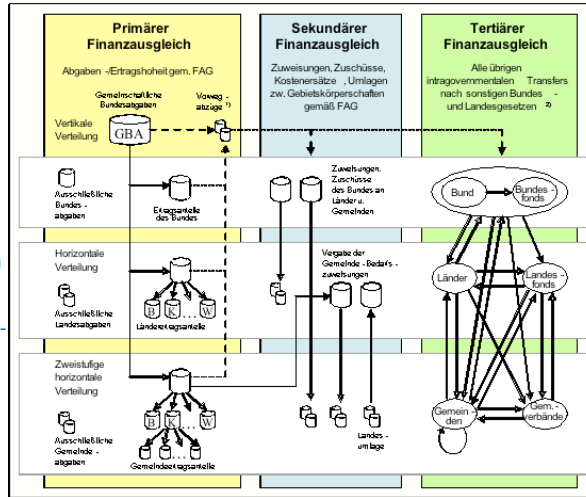 Primärer
Finanzausgleich
Abgaben -/Ertragshoheit gem. FAG
Gemeinschaftliche
Bundesabgaben
Vorweg -
abzüge ¹⁾
Vertikale
Verteilung
GBA
Ausschließliche
Bundes -
abgaben
Ertragsanteile
des Bundes
Horizontale
Verteilung
B K ... W
Ausschließliche
Landesabgaben
Länderertragsanteile
Zweistufige
horizontale
Verteilung
B K ... W
Ausschließliche
Gemeinde -
abgaben
Gemeindeertragsanteile
Sekundärer
Finanzausgleich
Zuweisungen, Zuschüsse,
Kostenersätze , Umlagen
zw. Gebietskörperschaften
gemäß FAG
Zuweisungen,
Zuschüsse
des Bundes an
Länder u.
Gemeinden
Vergabe der
Gemeinde - Bedarfs -
zuweisungen
Landes -
umlage
Tertiärer
Finanzausgleich
Alle übrigen
intragovernmentalen Transfers
nach sonstigen Bundes -
und Landesgesetzen ²⁾
Bund
Bundes -
fonds
Länder
Landes -
fonds
Gemein -
den
Gem.-
verbände